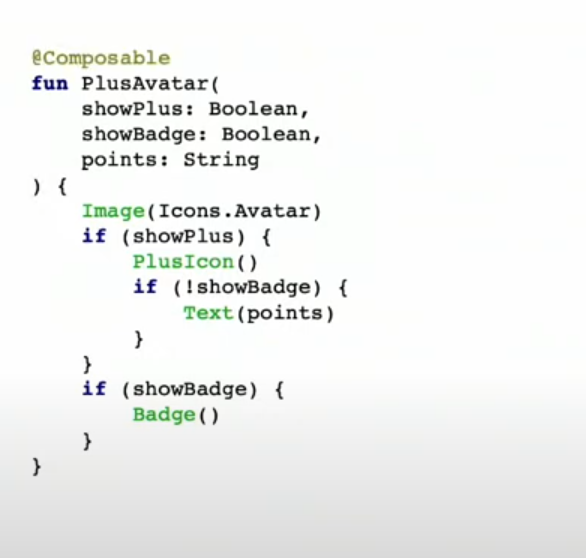 @Composable
fun PlusAvatar(
    showPlus: Boolean,
    showBadge: Boolean,
    points: String
) {
    Image(Icons.Avatar)
    if (showPlus) {
        PlusIcon()
        if (!showBadge) {
            Text(points)
        }
    }
    if (showBadge) {
        Badge()
    }
}